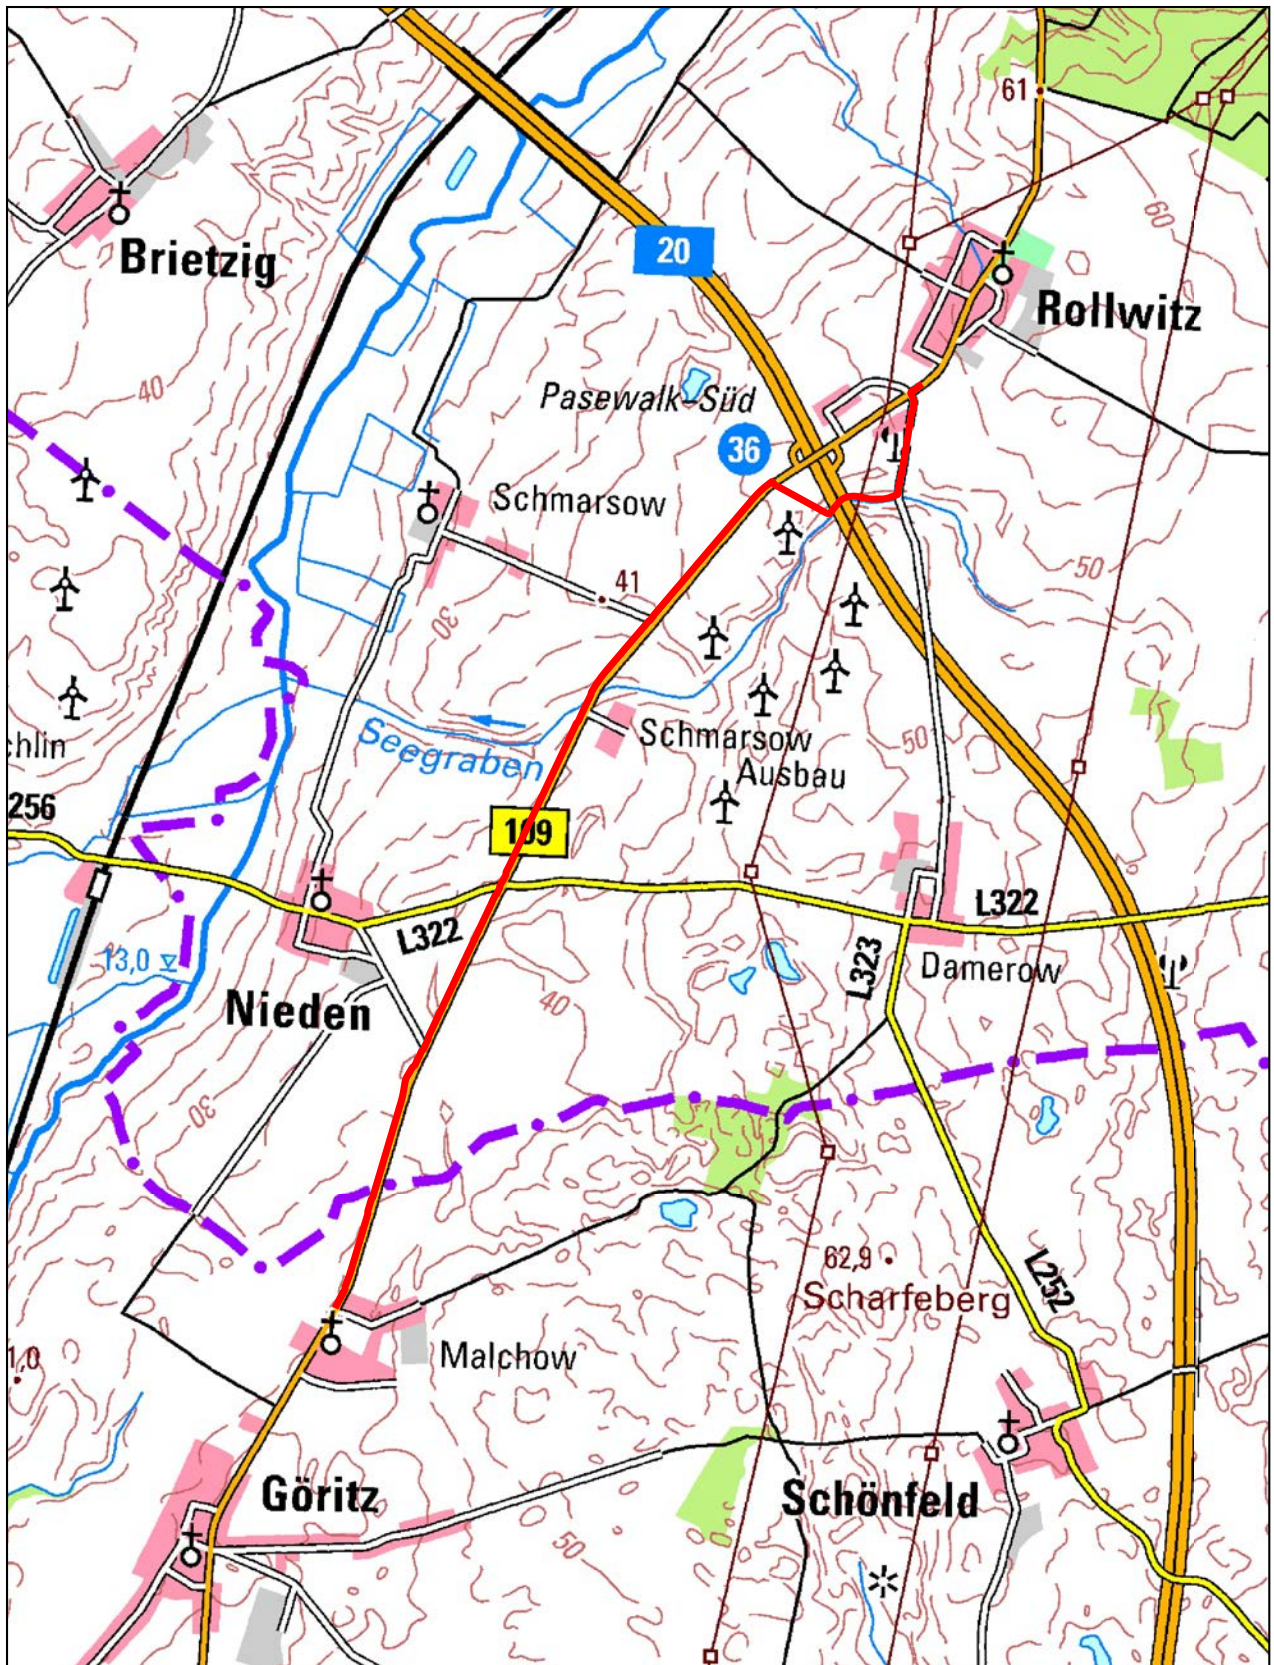 61
60
20
Brietzig
Rollwitz
40
Pasewalk-Süd
36
Schmarsow
41
50
30
Seegraben
Schmarsow
Ausbau
50
chlin
256
109
L322
L322
L323
13,0
Damerow
Nieden
40
30
62,9
Scharfeberg
L252
1,0
Malchow
Göritz
Schönfeld
50